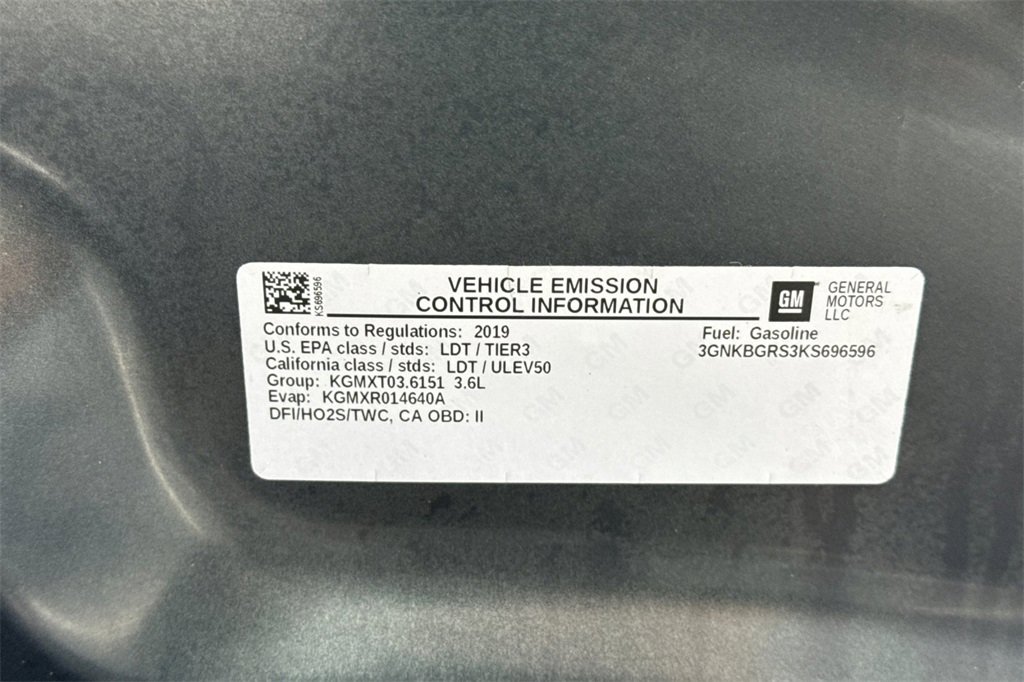 KS696596
VEHICLE EMISSION
CONTROL INFORMATION
GM
GENERAL
MOTORS
LLC
Conforms to Regulations: 2019
Fuel: Gasoline
U.S. EPA class / stds: LDT / TIER3
3GNKBGRS3KS696596
California class / stds: LDT / ULEV50
Group: KGMXT03.6151 3.6L
Evap: KGMXR014640A
DFI/HO2S/TWC, CA OBD: II